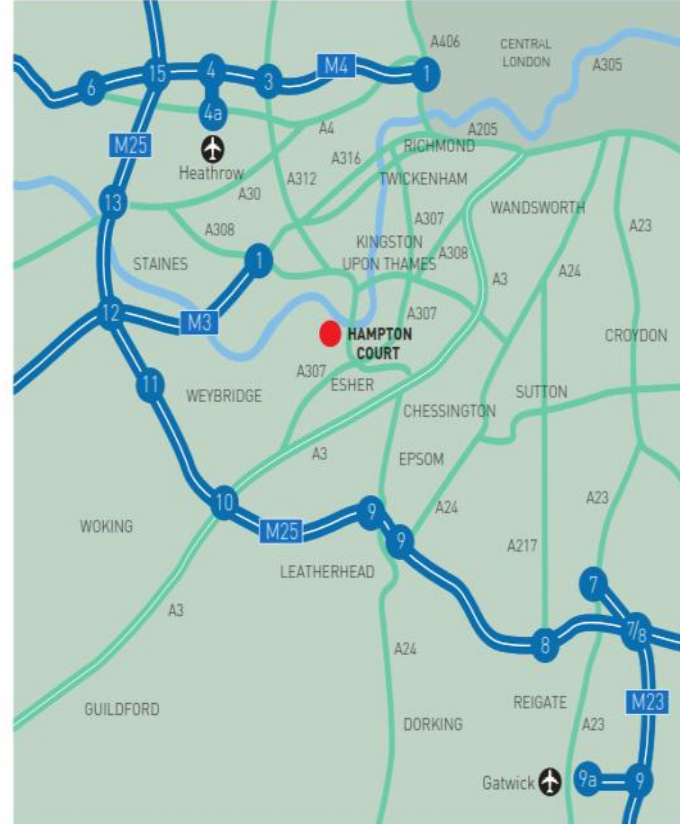 A406
CENTRAL
LONDON
A305
6
15
4
3
M4
1
4a
A4
A205
M25
Heathrow
A316
RICHMOND
A312
TWICKENHAM
A30
13
A307
WANDSWORTH
A308
A23
KINGSTON
UPON THAMES
A308
STAINES
1
A3
A24
12
M3
A307
HAMPTON
COURT
CROYDON
A307
ESHER
11
WEYBRIDGE
CHESSINGTON
SUTTON
A3
EPSOM
10
9
A24
A23
WOKING
M25
9
A217
LEATHERHEAD
7
A3
7/8
A24
8
GUILDFORD
REIGATE
M23
DORKING
A23
Gatwick
9a
9